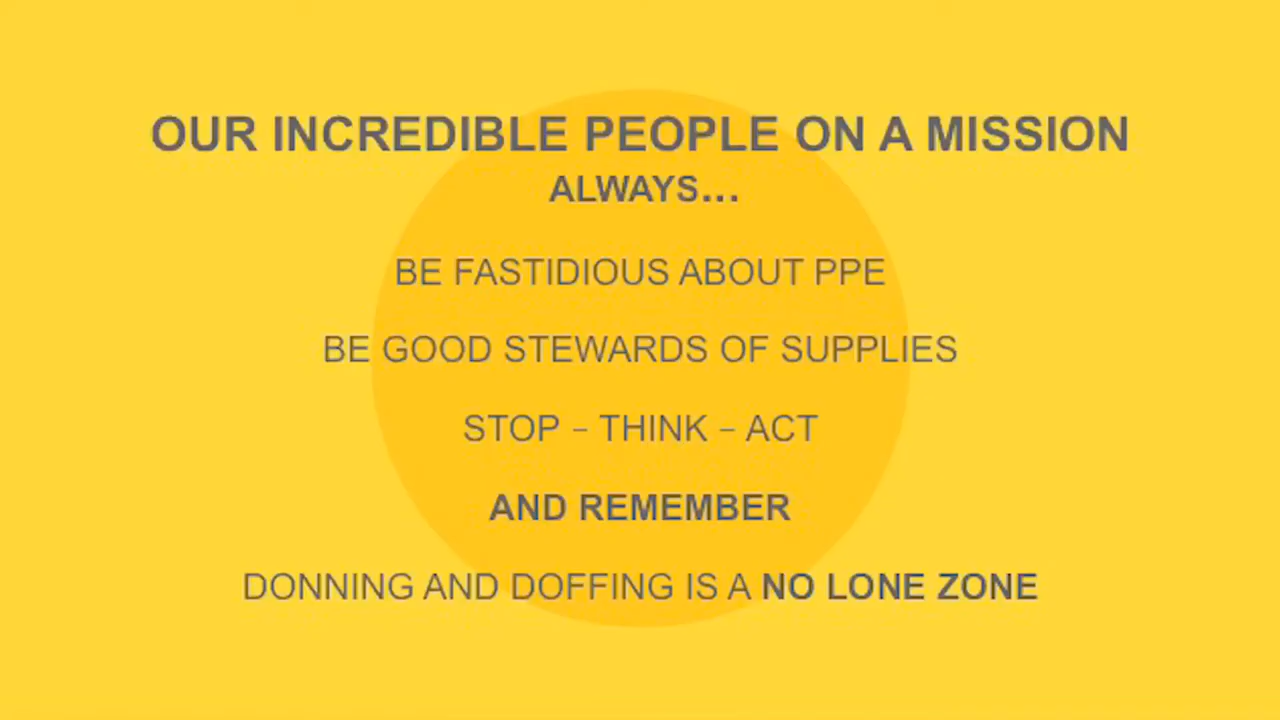 OUR INCREDIBLE PEOPLE ON A MISSION
ALWAYS...
BE FASTIDIOUS ABOUT PPE
BE GOOD STEWARDS OF SUPPLIES
STOP – THINK – ACT
AND REMEMBER
DONNING AND DOFFING IS A NO LONE ZONE